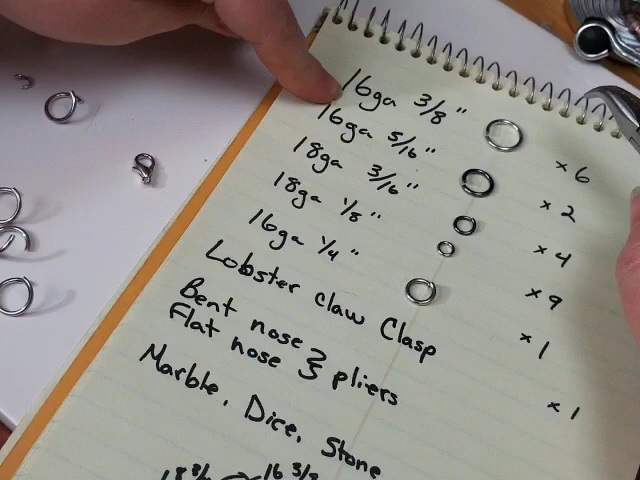 16ga 3/8" x6
16ga 5/16" x2
18ga 3/16" x4
18ga 1/8" x9
16ga 1/4" x1
Lobster Claw Clasp x1
Bent nose }
Flat nose } pliers
Marble, Dice, Stone